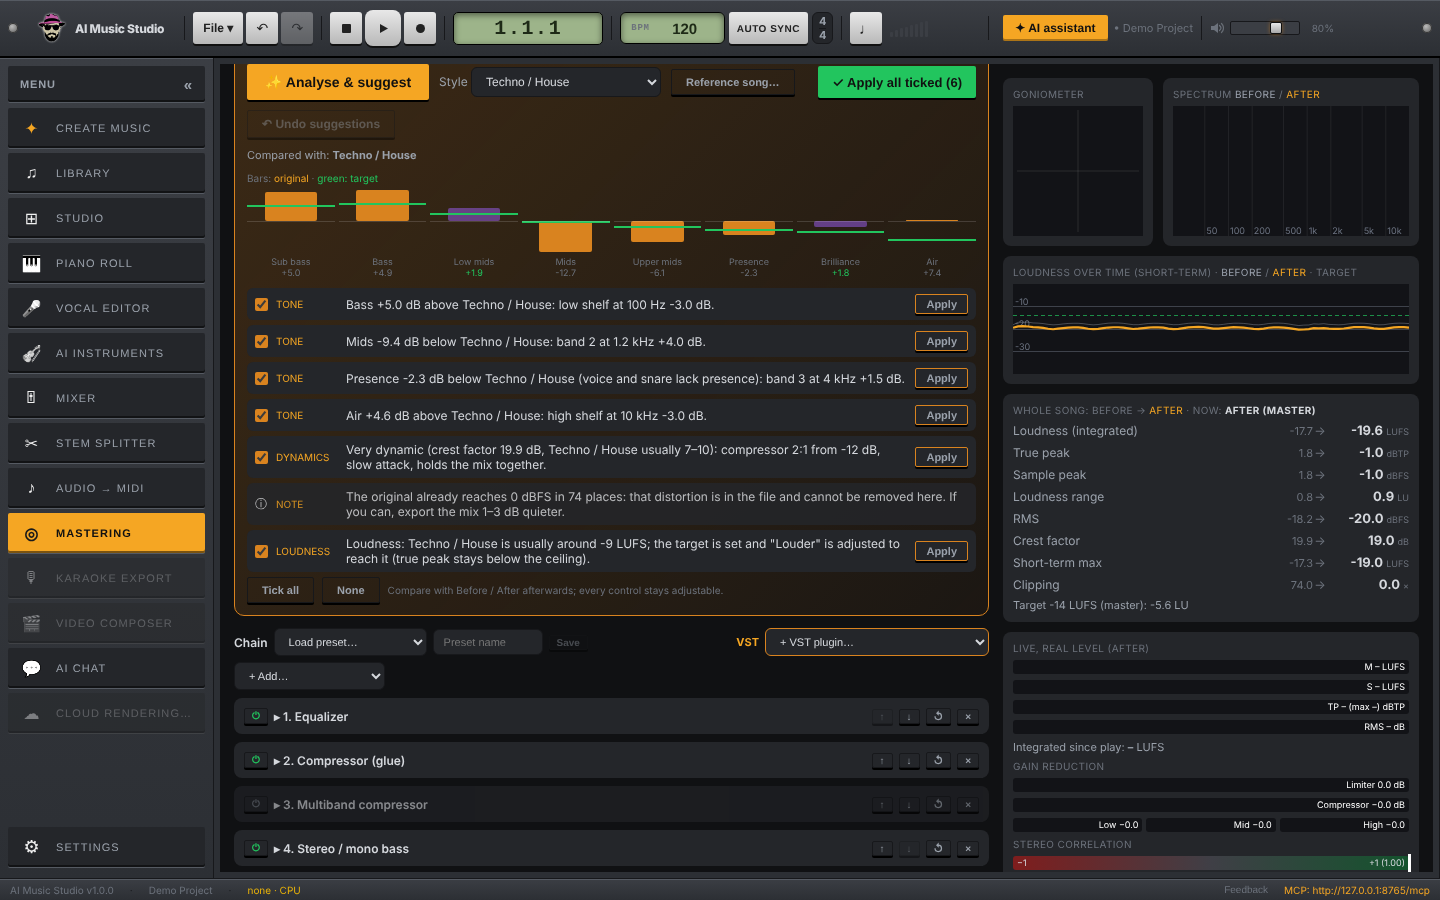 AI Music Studio
File ▾
1.1.1
BPM 120
AUTO SYNC
4
4
✦ AI assistant
• Demo Project
80%
MENU «
CREATE MUSIC
LIBRARY
STUDIO
PIANO ROLL
VOCAL EDITOR
AI INSTRUMENTS
MIXER
STEM SPLITTER
AUDIO → MIDI
MASTERING
KARAOKE EXPORT
VIDEO COMPOSER
AI CHAT
CLOUD RENDERING…
SETTINGS
✨ Analyse & suggest
Style Techno / House
Reference song…
✓ Apply all ticked (6)
↶ Undo suggestions
Compared with: Techno / House
Bars: original · green: target
Sub bass Bass Low mids Mids Upper mids Presence Brilliance Air
+5.0 +4.9 +1.9 -12.7 -6.1 -2.3 +1.8 +7.4
TONE Bass +5.0 dB above Techno / House: low shelf at 100 Hz -3.0 dB. Apply
TONE Mids -9.4 dB below Techno / House: band 2 at 1.2 kHz +4.0 dB. Apply
TONE Presence -2.3 dB below Techno / House (voice and snare lack presence): band 3 at 4 kHz +1.5 dB. Apply
TONE Air +4.6 dB above Techno / House: high shelf at 10 kHz -3.0 dB. Apply
DYNAMICS Very dynamic (crest factor 19.9 dB, Techno / House usually 7–10): compressor 2:1 from -12 dB, Apply
slow attack, holds the mix together.
NOTE The original already reaches 0 dBFS in 74 places: that distortion is in the file and cannot be removed here. If
you can, export the mix 1–3 dB quieter.
LOUDNESS Loudness: Techno / House is usually around -9 LUFS; the target is set and "Louder" is adjusted to Apply
reach it (true peak stays below the ceiling).
Tick all None Compare with Before / After afterwards; every control stays adjustable.
Chain Load preset… Preset name Save VST + VST plugin…
+ Add…
▸ 1. Equalizer
▸ 2. Compressor (glue)
▸ 3. Multiband compressor
▸ 4. Stereo / mono bass
GONIOMETER
SPECTRUM BEFORE / AFTER
50 100 200 500 1k 2k 5k 10k
LOUDNESS OVER TIME (SHORT-TERM) · BEFORE / AFTER · TARGET
-10
-20
-30
WHOLE SONG: BEFORE → AFTER · NOW: AFTER (MASTER)
Loudness (integrated) -17.7 → -19.6 LUFS
True peak 1.8 → -1.0 dBTP
Sample peak 1.8 → -1.0 dBFS
Loudness range 0.8 → 0.9 LU
RMS -18.2 → -20.0 dBFS
Crest factor 19.9 → 19.0 dB
Short-term max -17.3 → -19.0 LUFS
Clipping 74.0 → 0.0 ×
Target -14 LUFS (master): -5.6 LU
LIVE, REAL LEVEL (AFTER)
M – LUFS
S – LUFS
TP – (max –) dBTP
RMS – dB
Integrated since play: – LUFS
GAIN REDUCTION
Limiter 0.0 dB
Compressor −0.0 dB
Low −0.0 Mid −0.0 High −0.0
STEREO CORRELATION
−1 +1 (1.00)
AI Music Studio v1.0.0 Demo Project none · CPU Feedback MCP: http://127.0.0.1:8765/mcp